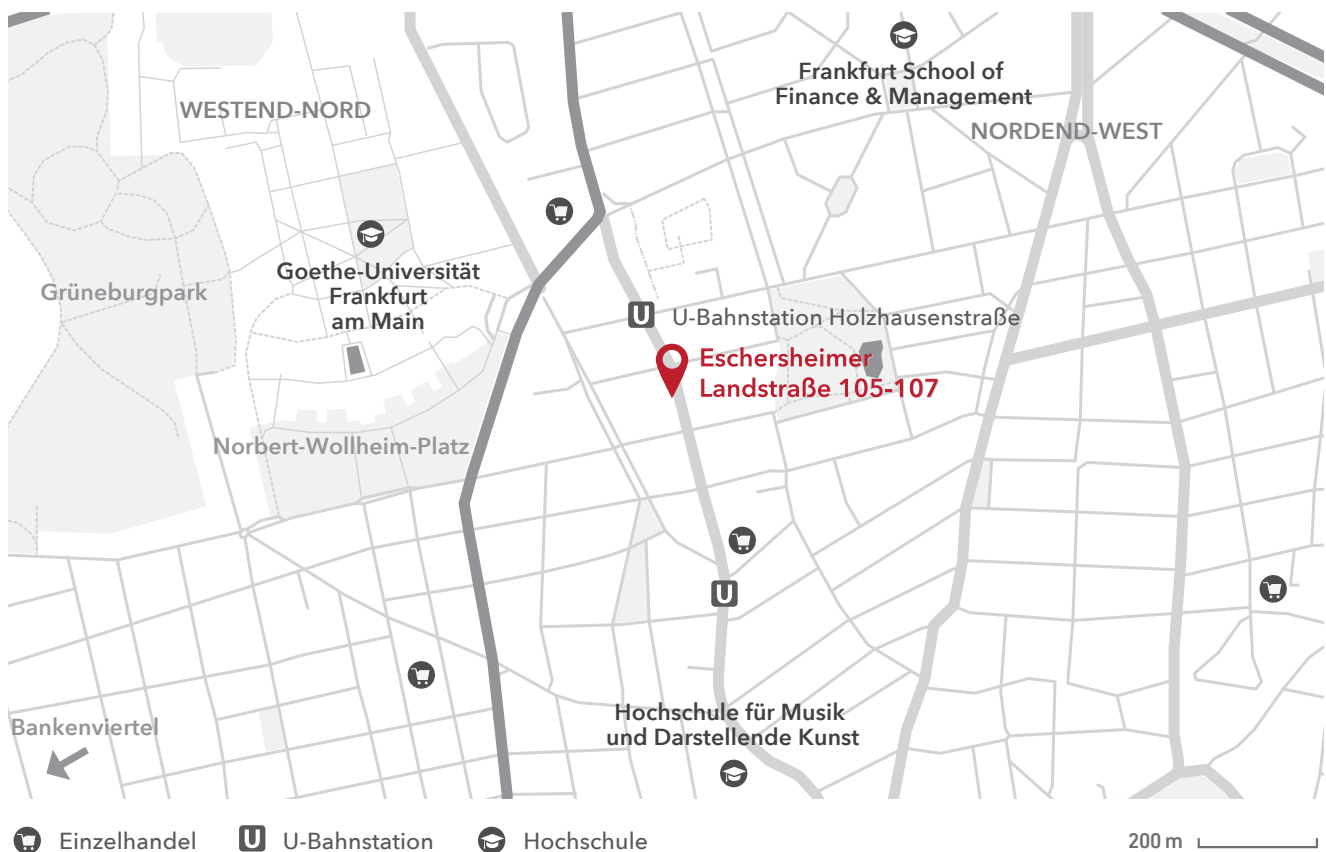 Frankfurt School of
Finance & Management
WESTEND-NORD
NORDEND-WEST
Goethe-Universität
Frankfurt
am Main
Grüneburgpark
U
U-Bahnstation Holzhausenstraße
Eschersheimer
Landstraße 105-107
Norbert-Wollheim-Platz
U
Hochschule für Musik
und Darstellende Kunst
Bankenviertel
Einzelhandel
U
U-Bahnstation
Hochschule
200 m